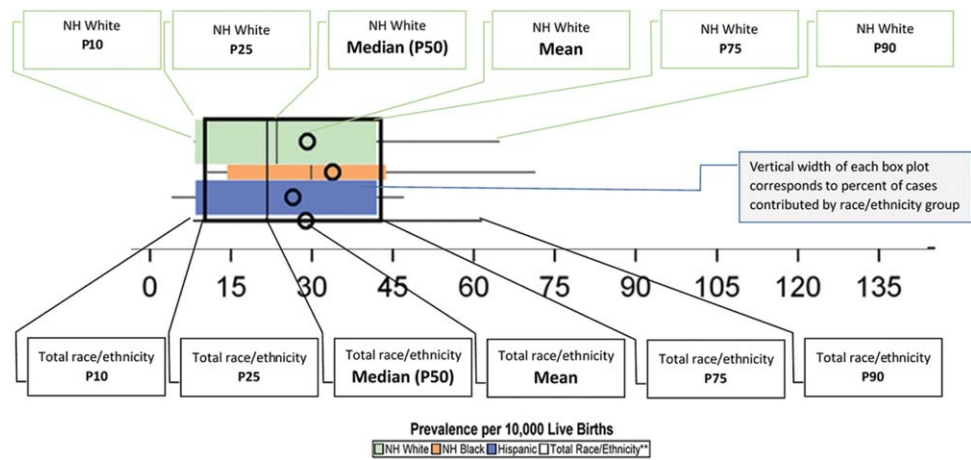 NH White
P10
NH White
P25
NH White
Median (P50)
NH White
Mean
NH White
P75
NH White
P90
Vertical width of each box plot
corresponds to percent of cases
contributed by race/ethnicity group
0 15 30 45 60 75 90 105 120 135
Total race/ethnicity
P10
Total race/ethnicity
P25
Total race/ethnicity
Median (P50)
Total race/ethnicity
Mean
Total race/ethnicity
P75
Total race/ethnicity
P90
Prevalence per 10,000 Live Births
NH White NH Black Hispanic Total Race/Ethnicity**